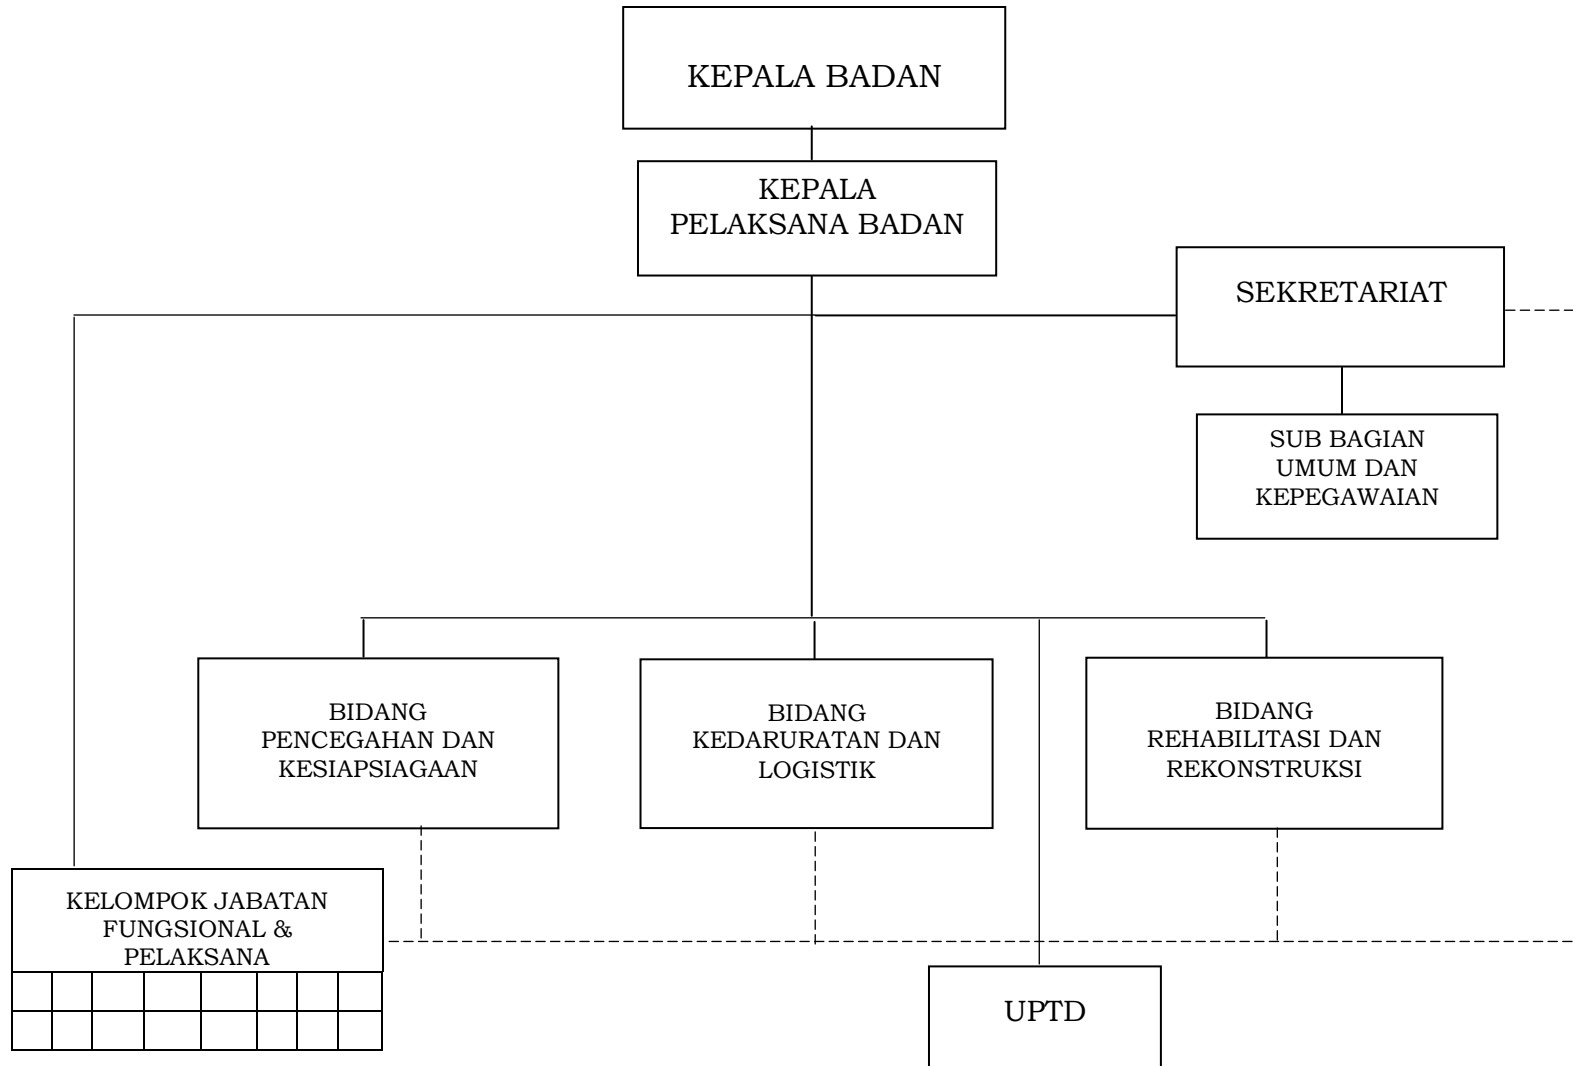 KEPALA BADAN
KEPALA
PELAKSANA BADAN
SEKRETARIAT
SUB BAGIAN
UMUM DAN
KEPEGAWAIAN
BIDANG
PENCEGAHAN DAN
KESIAPSIAGAAN
BIDANG
KEDARURATAN DAN
LOGISTIK
BIDANG
REHABILITASI DAN
REKONSTRUKSI
KELOMPOK JABATAN
FUNGSIONAL &
PELAKSANA
UPTD